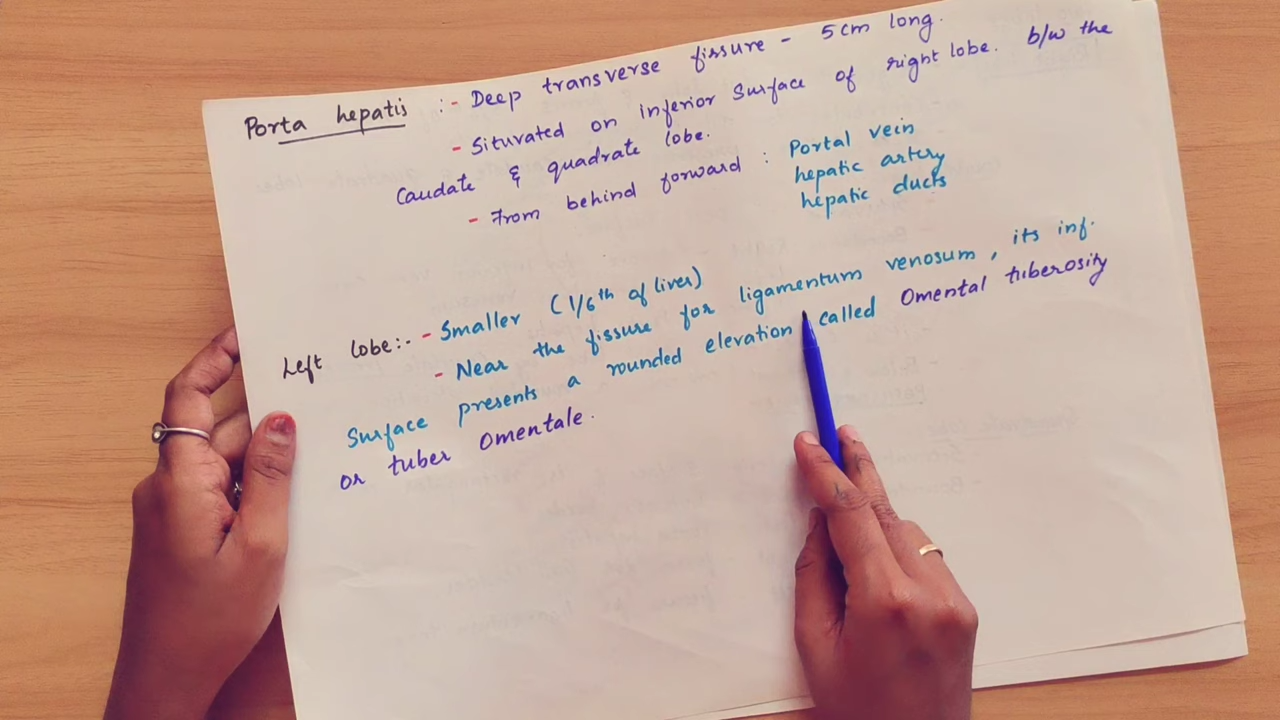 Porta hepatis :- Deep transverse fissure - 5cm long.
- Siturated on inferior surface of right lobe. b/w the
Caudate & quadrate lobe.
- From behind forward : Portal vein
hepatic artery
hepatic ducts
Left lobe:- - Smaller (1/6th of liver)
- Near the fissure for ligamentum venosum, its inf.
Surface presents a rounded elevation called Omental tuberosity
or tuber omentale.